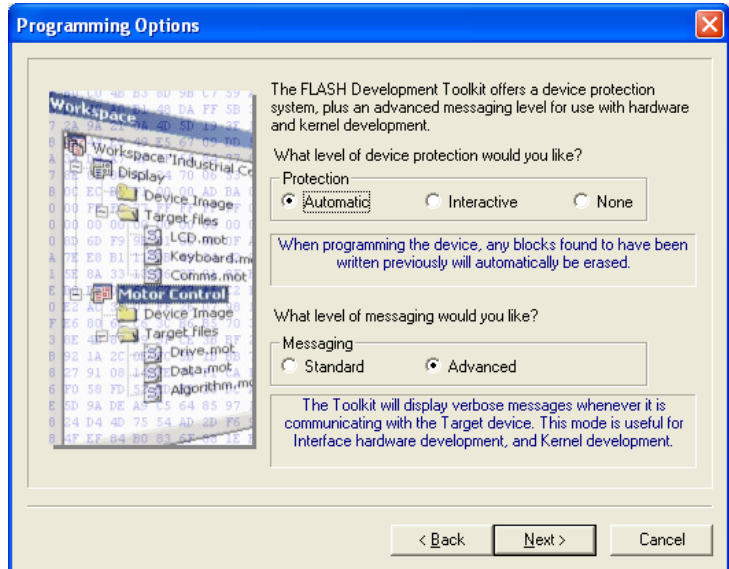 Programming Options
Workspace
Workspace 'Industrial Co
Display
Device Image
Target files
LCD.mot
Keyboard.m
Comms.mot
Motor Control
Device Image
Target files
Drive.mot
Data.mot
Algorithm.mo
The FLASH Development Toolkit offers a device protection
system, plus an advanced messaging level for use with hardware
and kernel development.
What level of device protection would you like?
Protection
Automatic Interactive None
When programming the device, any blocks found to have been
written previously will automatically be erased.
What level of messaging would you like?
Messaging
Standard Advanced
The Toolkit will display verbose messages whenever it is
communicating with the Target device. This mode is useful for
Interface hardware development, and Kernel development.
< Back Next > Cancel